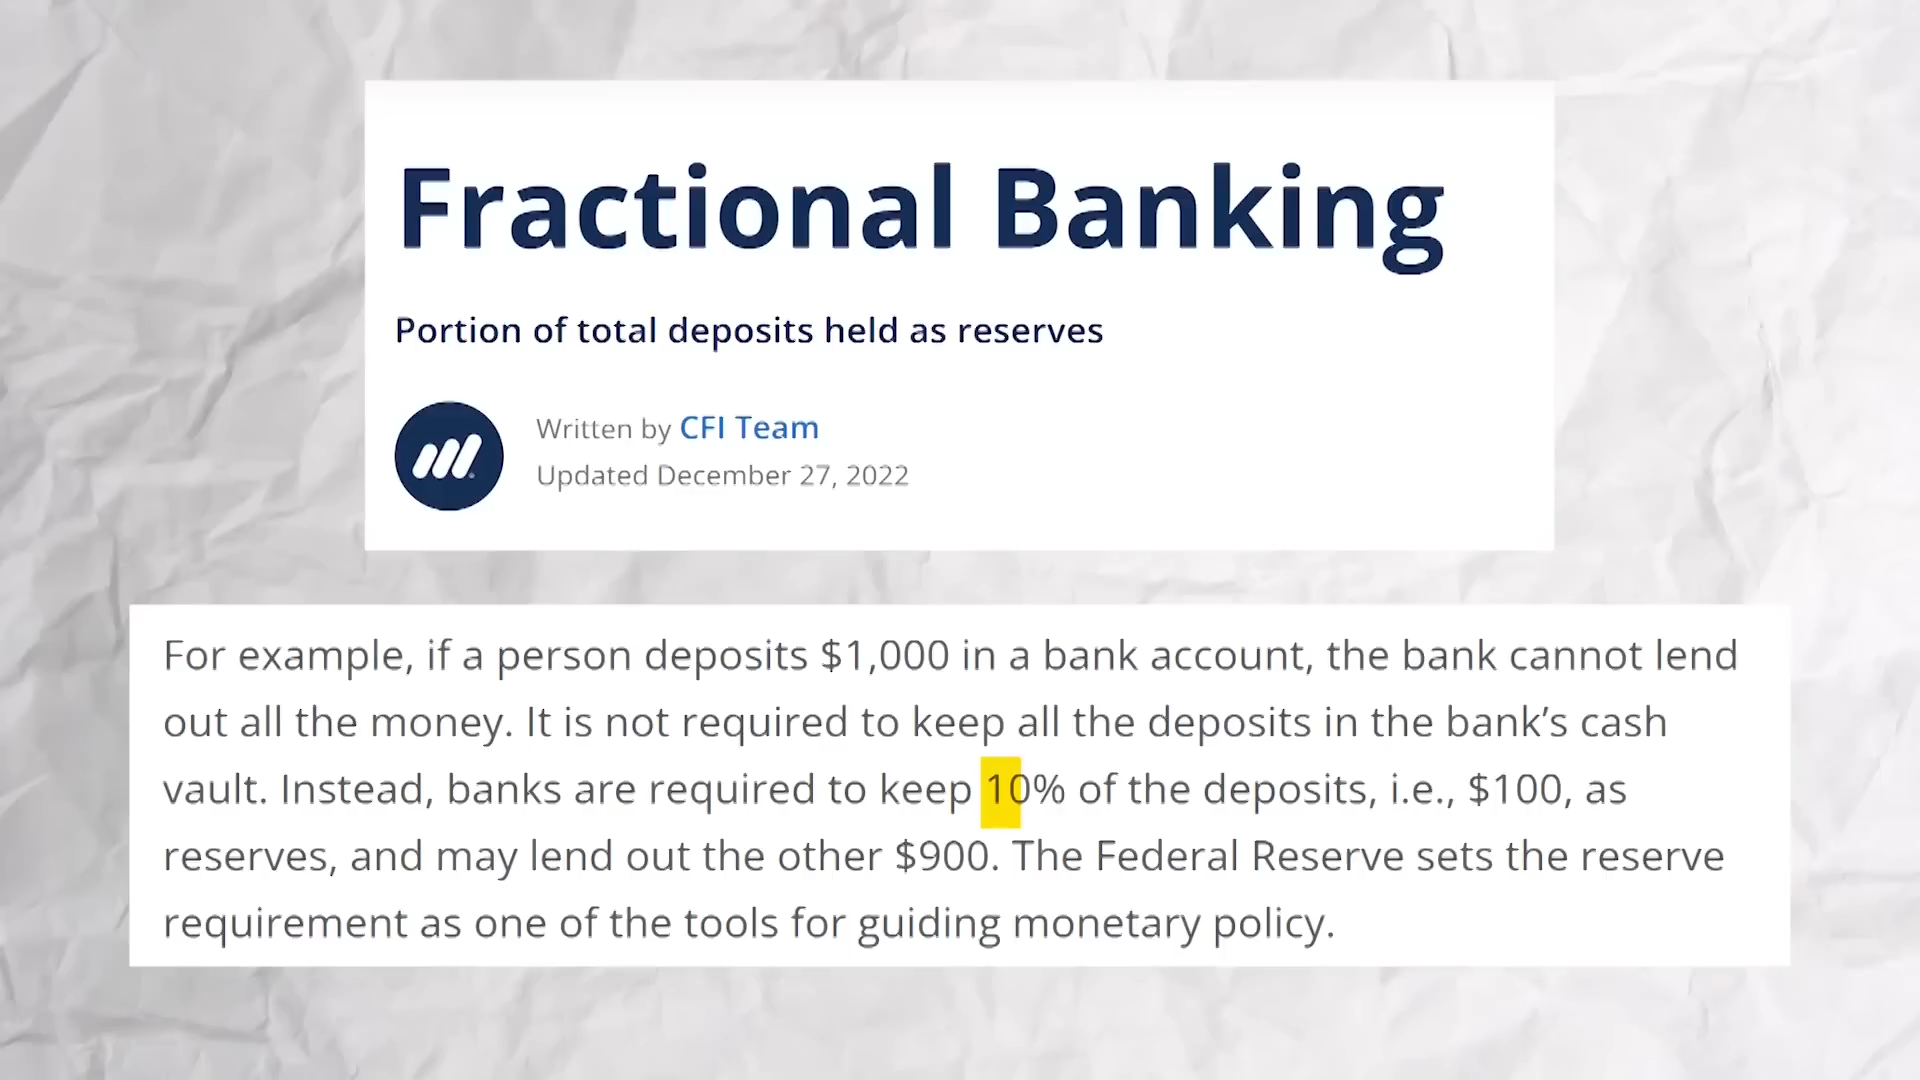 Fractional Banking
Portion of total deposits held as reserves
Written by CFI Team
Updated December 27, 2022
For example, if a person deposits $1,000 in a bank account, the bank cannot lend
out all the money. It is not required to keep all the deposits in the bank’s cash
vault. Instead, banks are required to keep 10% of the deposits, i.e., $100, as
reserves, and may lend out the other $900. The Federal Reserve sets the reserve
requirement as one of the tools for guiding monetary policy.